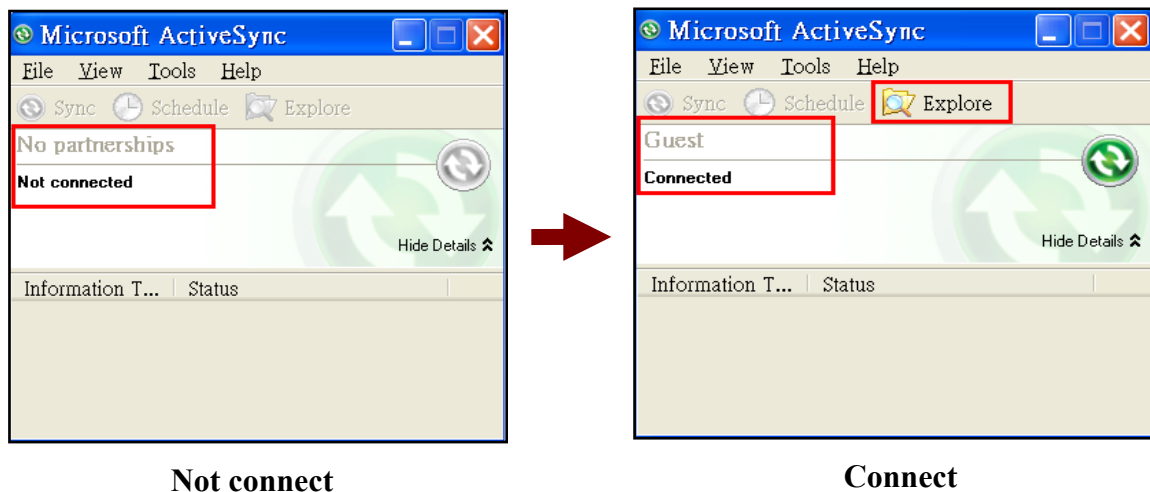 Microsoft ActiveSync
File View Tools Help
Sync Schedule Explore
No partnerships
Not connected
Hide Details
Information T... Status
Not connect
Microsoft ActiveSync
File View Tools Help
Sync Schedule Explore
Guest
Connected
Hide Details
Information T... Status
Connect